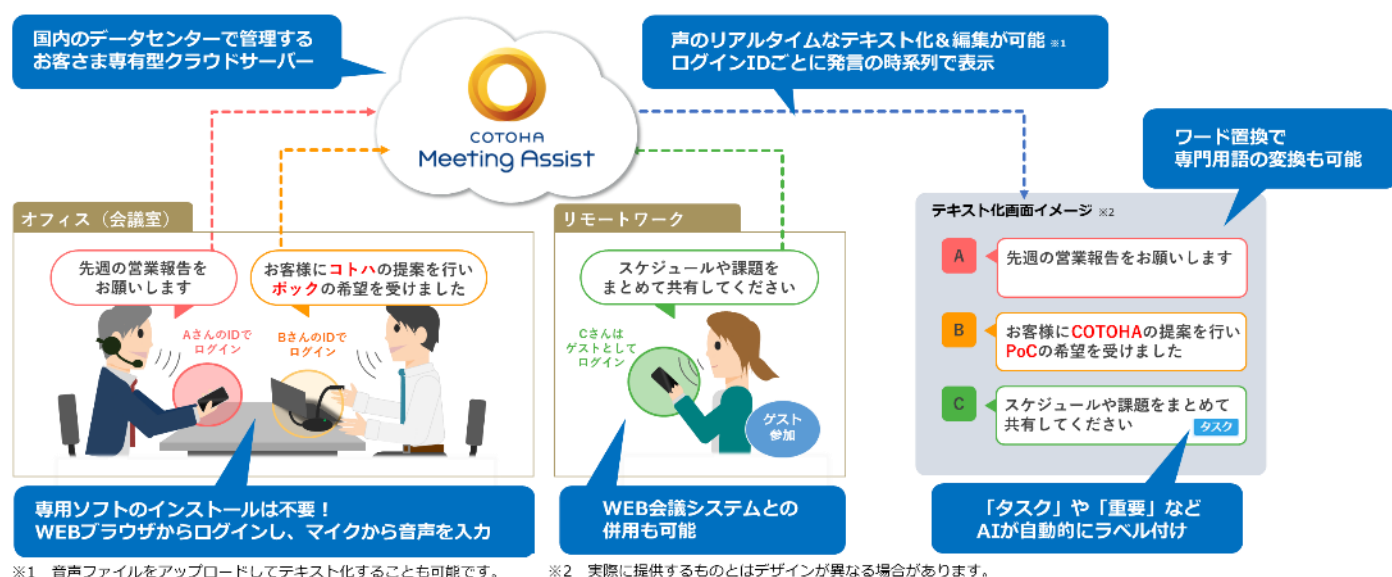 国内のデータセンターで管理する
お客さま専有型クラウドサーバー
声のリアルタイムなテキスト化&編集が可能 ※1
ログインIDごとに発言の時系列で表示
COTOHA
Meeting Assist
ワード置換で
専門用語の変換も可能
オフィス（会議室）
先週の営業報告を
お願いします
お客様にコトハの提案を行い
ポックの希望を受けました
AさんのIDで
ログイン
BさんのIDで
ログイン
リモートワーク
スケジュールや課題を
まとめて共有してください
Cさんは
ゲストとして
ログイン
ゲスト
参加
テキスト化画面イメージ ※2
A
先週の営業報告をお願いします
B
お客様にCOTOHAの提案を行い
PoCの希望を受けました
C
スケジュールや課題をまとめて
共有してください
タスク
専用ソフトのインストールは不要！
WEBブラウザからログインし、マイクから音声を入力
WEB会議システムとの
併用も可能
「タスク」や「重要」など
AIが自動的にラベル付け
※1 音声ファイルをアップロードしてテキスト化することも可能です。
※2 実際に提供するものとはデザインが異なる場合があります。